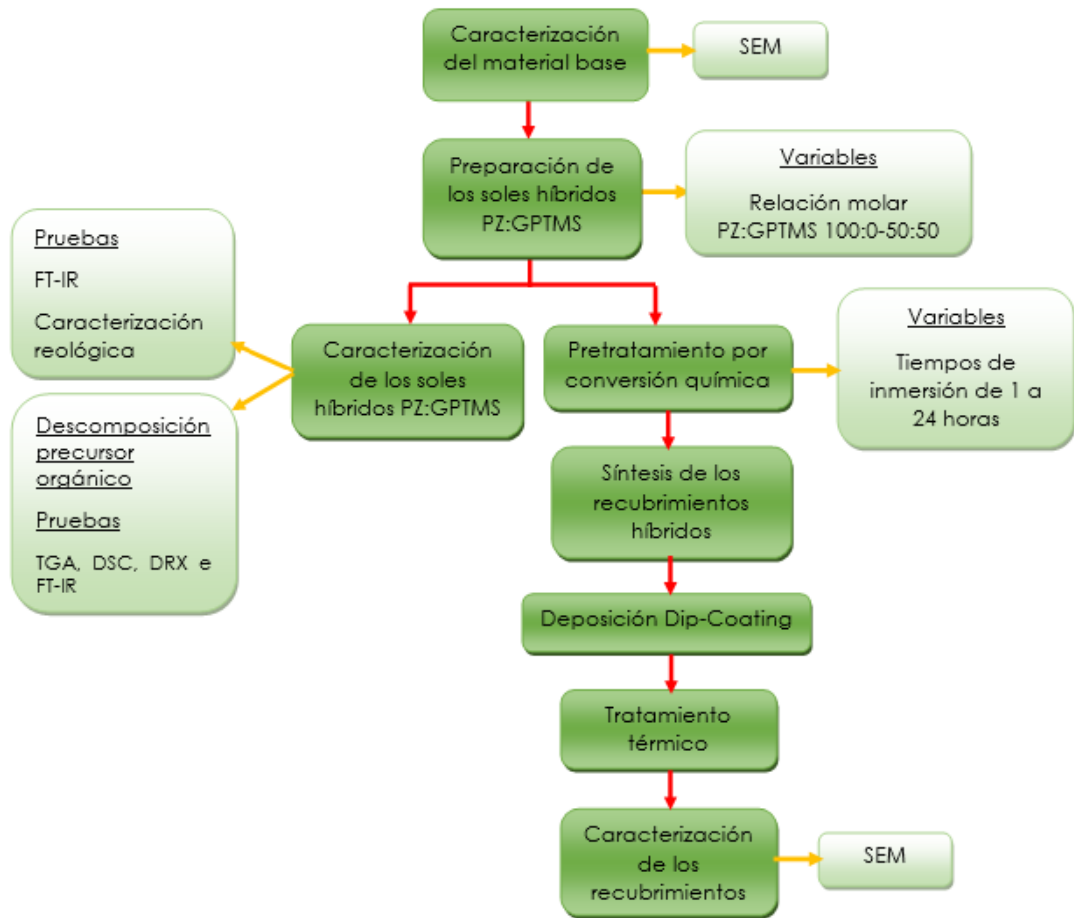 Caracterización
del material base
SEM
Preparación de
los soles híbridos
PZ:GPTMS
Variables
Relación molar
PZ:GPTMS 100:0-50:50
Pruebas
FT-IR
Caracterización
reológica
Caracterización
de los soles
híbridos PZ:GPTMS
Pretratamiento por
conversión química
Variables
Tiempos de
inmersión de 1 a
24 horas
Descomposición
precursor
orgánico
Pruebas
TGA, DSC, DRX e
FT-IR
Síntesis de los
recubrimientos
híbridos
Deposición Dip-Coating
Tratamiento
térmico
Caracterización
de los
recubrimientos
SEM